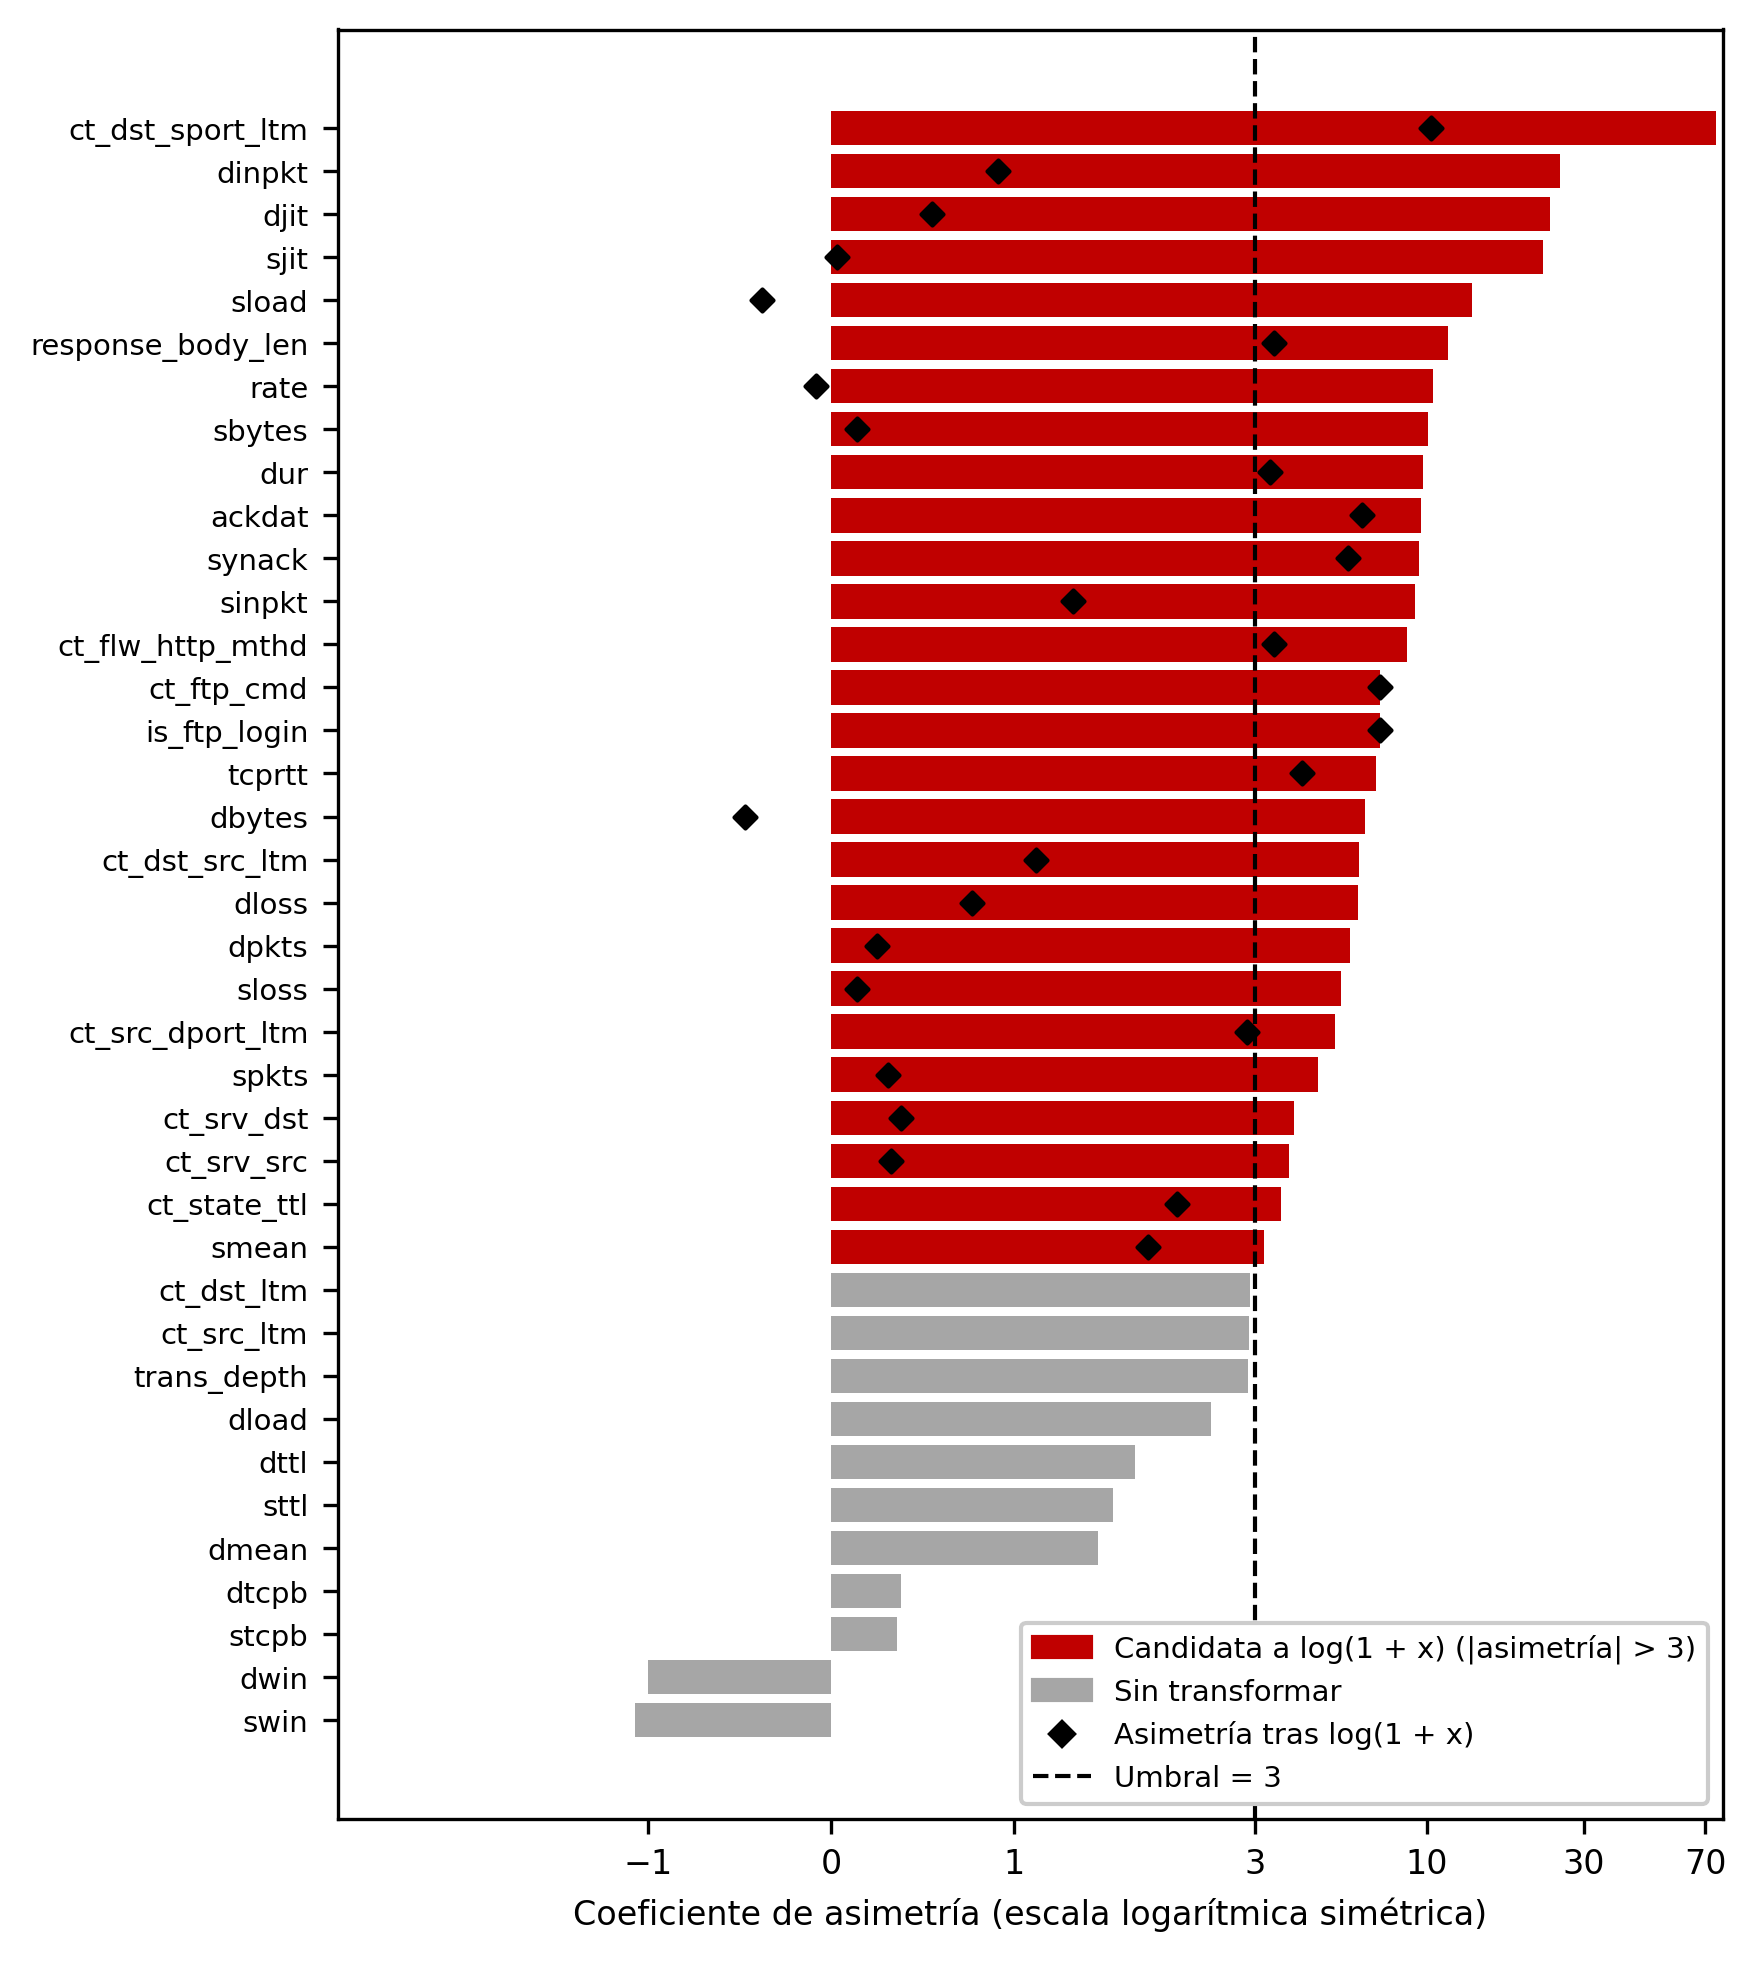 ct_dst_sport_ltm
dinpkt
djit
sjit
sload
response_body_len
rate
sbytes
dur
ackdat
synack
sinpkt
ct_flw_http_mthd
ct_ftp_cmd
is_ftp_login
tcprtt
dbytes
ct_dst_src_ltm
dloss
dpkts
sloss
ct_src_dport_ltm
spkts
ct_srv_dst
ct_srv_src
ct_state_ttl
smean
ct_dst_ltm
ct_src_ltm
trans_depth
dload
dttl
sttl
dmean
dtcpb
stcpb
dwin
swin
Candidata a log(1 + x) (|asimetría| > 3)
Sin transformar
Asimetría tras log(1 + x)
Umbral = 3
−1 0 1 3 10 30 70
Coeficiente de asimetría (escala logarítmica simétrica)